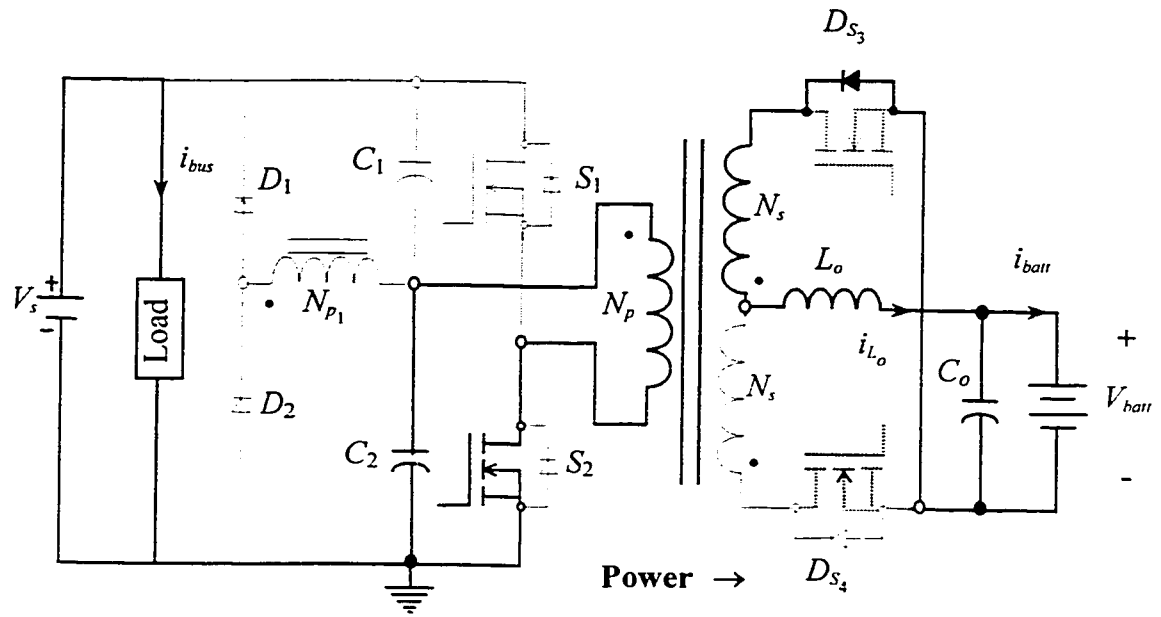 D_{S_3}
i_{bus}
C_1
D_1
S_1
N_s
L_o
i_{batt}
V_s
+
-
Load
N_{p_1}
N_p
i_{L_o}
+
D_2
N_s
C_o
V_{batt}
C_2
S_2
-
Power →
D_{S_4}